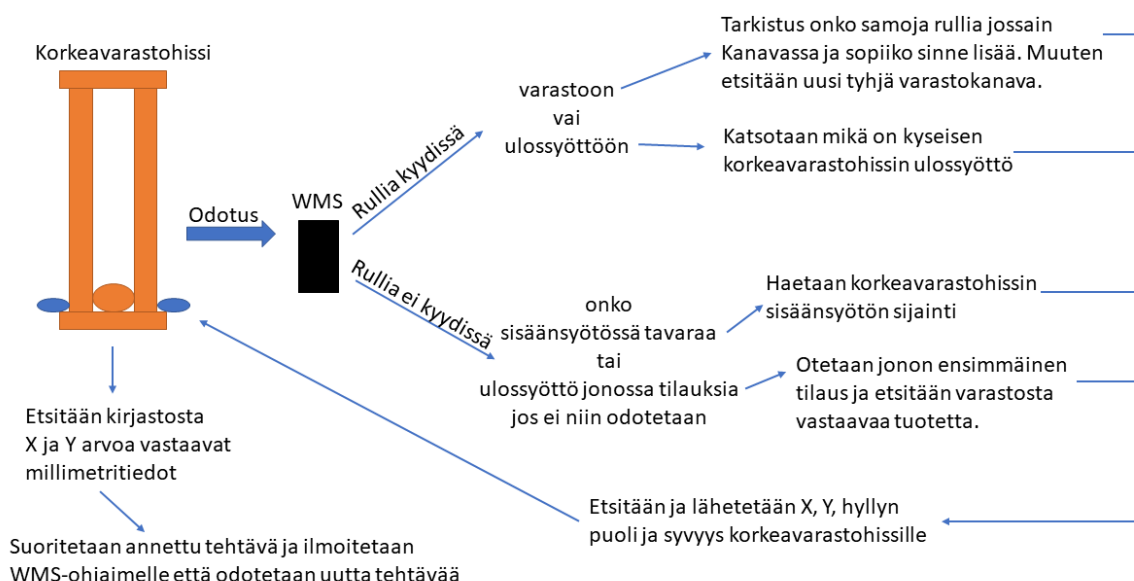 Korkeavarastohissi
Odotus
WMS
Rullia kyydissä
varastoon
vai
ulossyöttöön
Tarkistus onko samoja rullia jossain
Kanavassa ja sopiiko sinne lisää. Muuten
etsitään uusi tyhjä varastokanava.
Katsotaan mikä on kyseisen
korkeavarastohissin ulossyöttö
Rullia ei kyydissä
onko
sisäänsyötössä tavaraa
tai
ulossyöttö jonossa tilauksia
jos ei niin odotetaan
Haetaan korkeavarastohissin
sisäänsyötön sijainti
Otetaan jonon ensimmäinen
tilaus ja etsitään varastosta
vastaavaa tuotetta.
Etsitään ja lähetetään X, Y, hyllyn
puoli ja syvyys korkeavarastohissille
Etsitään kirjastosta
X ja Y arvoa vastaavat
millimetritiedot
Suoritetaan annettu tehtävä ja ilmoitetaan
WMS-ohjaimelle että odotetaan uutta tehtävää